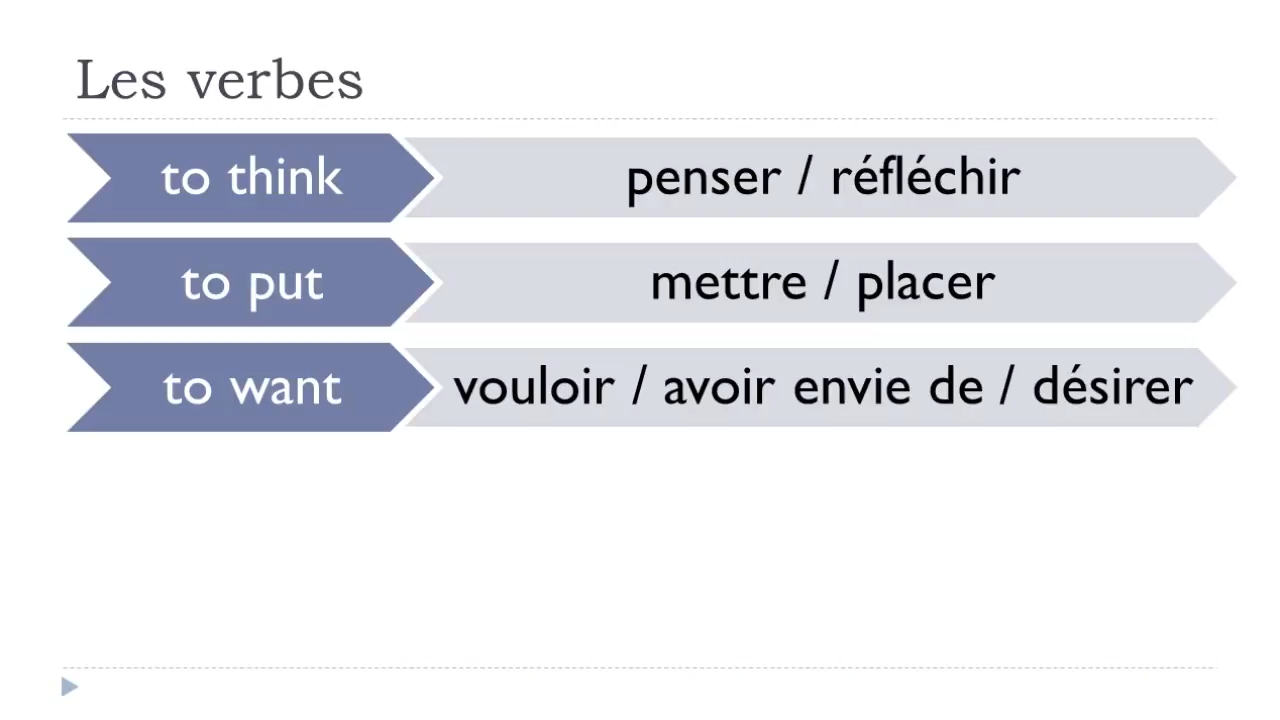 Les verbes
to think penser / réfléchir
to put mettre / placer
to want vouloir / avoir envie de / désirer